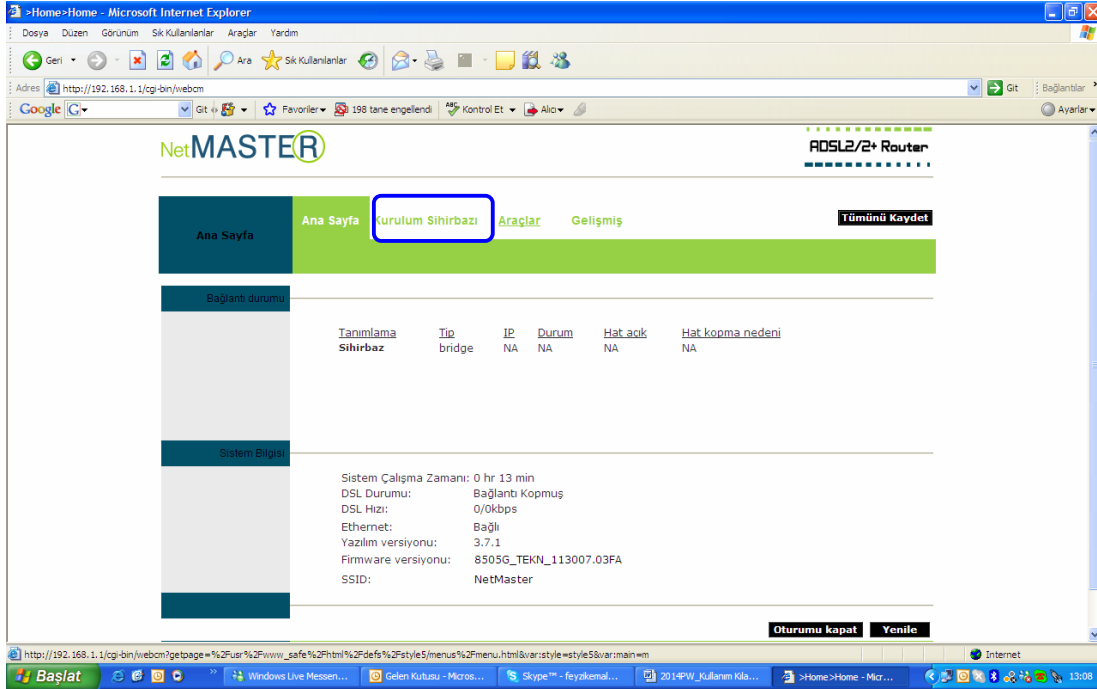 >Home>Home - Microsoft Internet Explorer
Dosya Düzen Görünüm Sık Kullanılanlar Araçlar Yardım
Geri Ara Sık Kullanılanlar
Adres http://192.168.1.1/cgi-bin/webcm Git Bağlantılar
Google G Git Favoriler 198 tane engellendi ABC Kontrol Et Alıcı Ayarlar
NetMASTER
ADSL2/2+ Router
Ana Sayfa Ana Sayfa Kurulum Sihirbazı Araçlar Gelişmiş Tümünü Kaydet
Bağlantı durumu
Tanımlama Tip IP Durum Hat acık Hat kopma nedeni
Sihirbaz bridge NA NA NA NA
Sistem Bilgisi
Sistem Çalışma Zamanı: 0 hr 13 min
DSL Durumu: Bağlantı Kopmuş
DSL Hızı: 0/0kbps
Ethernet: Bağlı
Yazılım versiyonu: 3.7.1
Firmware versiyonu: 8505G_TEKN_113007.03FA
SSID: NetMaster
Oturumu kapat Yenile
http://192.168.1.1/cgi-bin/webcm?getpage=%2Fusr%2Fwww_safe%2Fhtml%2Fdefs%2Fstyle5/menus%2Fmenu.html&var:style=style5&var:main=m Internet
Başlat Windows Live Messen... Gelen Kutusu - Micros... Skype™ - feyzikemal... 2014PW_Kullanım Kıla... >Home>Home - Micr... 13:08